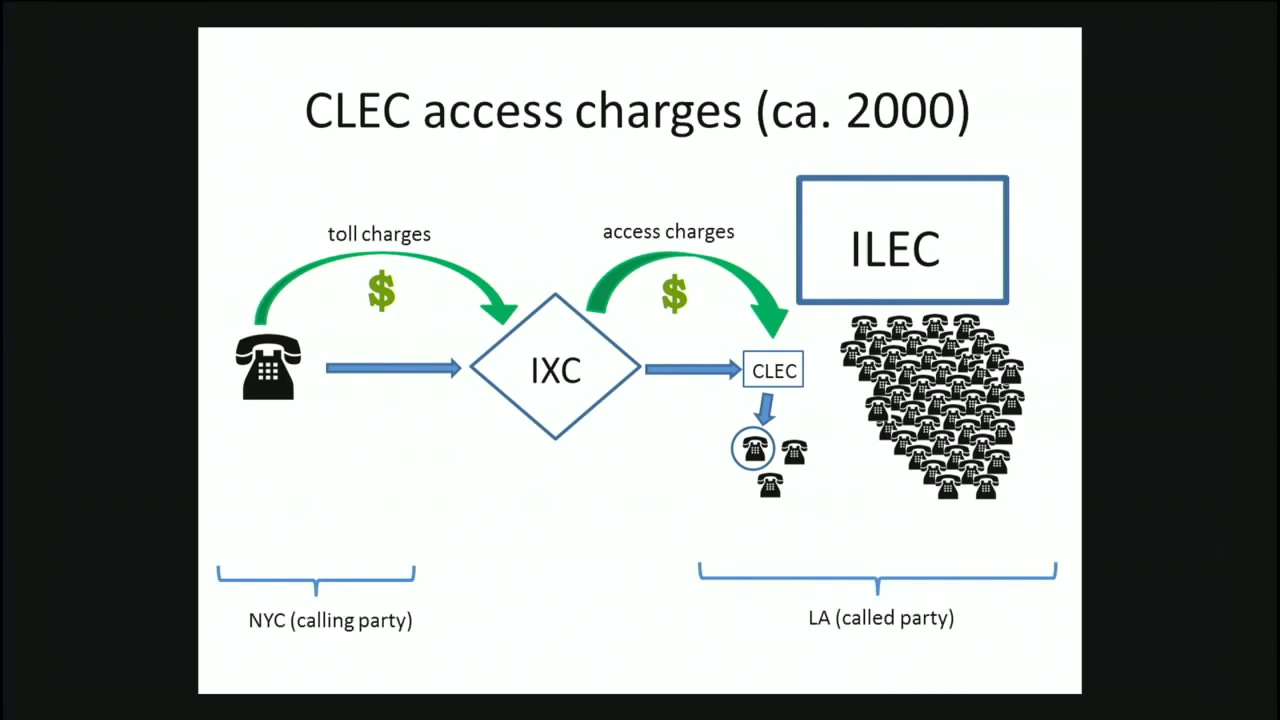 CLEC access charges (ca. 2000)
toll charges
access charges
ILEC
$
$
IXC
CLEC
NYC (calling party)
LA (called party)